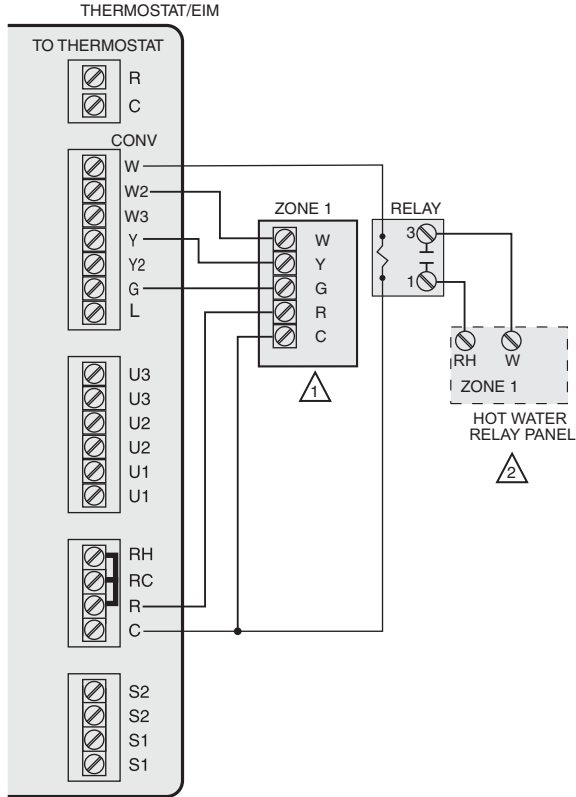 THERMOSTAT/EIM
TO THERMOSTAT
R
C
CONV
W
W2
W3
Y
Y2
G
L
U3
U3
U2
U2
U1
U1
RH
RC
R
C
S2
S2
S1
S1
ZONE 1
W
Y
G
R
C
1
RELAY
3
1
RH W
ZONE 1
HOT WATER
RELAY PANEL
2